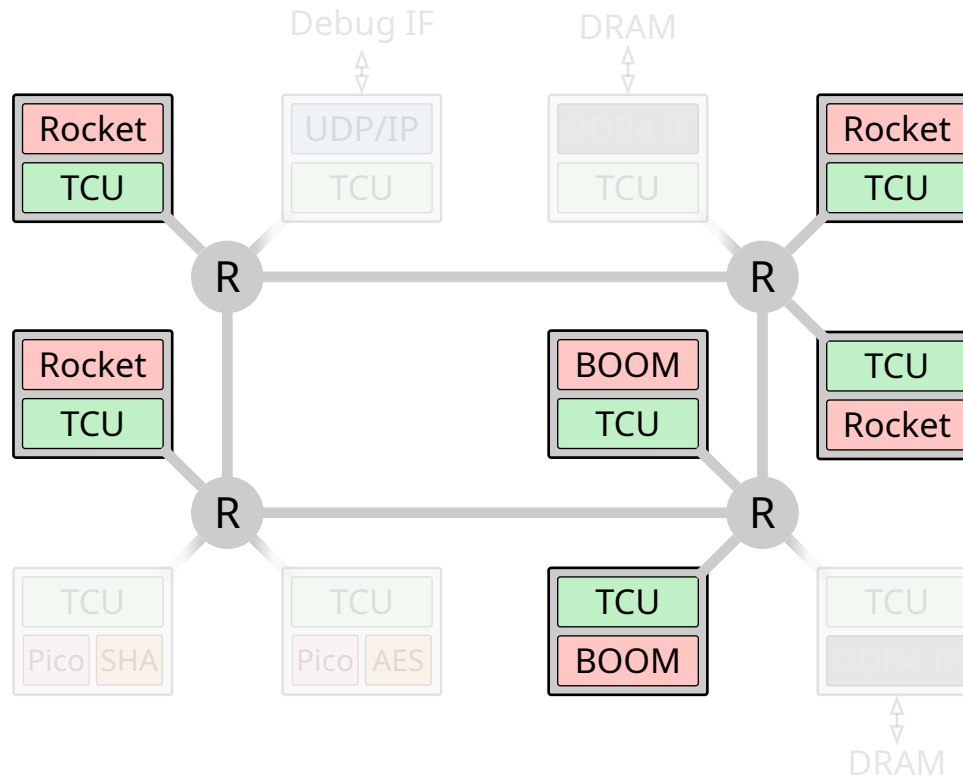 Debug IF
DRAM
Rocket
TCU
UDP/IP
TCU
TCU
Rocket
TCU
R
R
Rocket
TCU
BOOM
TCU
TCU
Rocket
R
R
TCU
Pico
SHA
TCU
Pico
AES
TCU
BOOM
TCU
DRAM